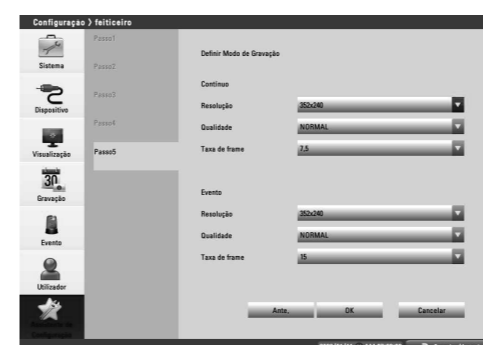 Configuração > feiticeiro
Sistema
Dispositivo
Visualização
30
Gravação
Evento
Utilizador
Passo1
Passo2
Passo3
Passo4
Passo5
Definir Modo de Gravação
Contínuo
Resolução 352x240
Qualidade NORMAL
Taxa de frame 7,5
Evento
Resolução 352x240
Qualidade NORMAL
Taxa de frame 15
Ante. OK Cancelar